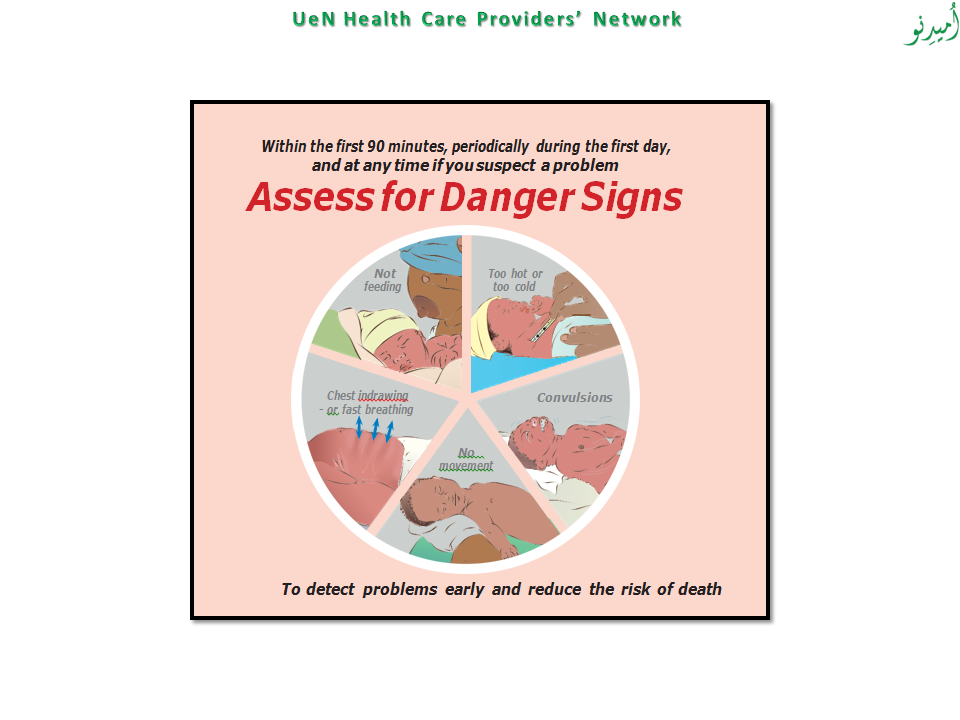 UeN Health Care Providers’ Network
اُمیدِنو
Within the first 90 minutes, periodically during the first day,
and at any time if you suspect a problem
Assess for Danger Signs
Not
feeding
Too hot or
too cold
Chest indrawing
- or fast breathing
Convulsions
No
movement
To detect problems early and reduce the risk of death